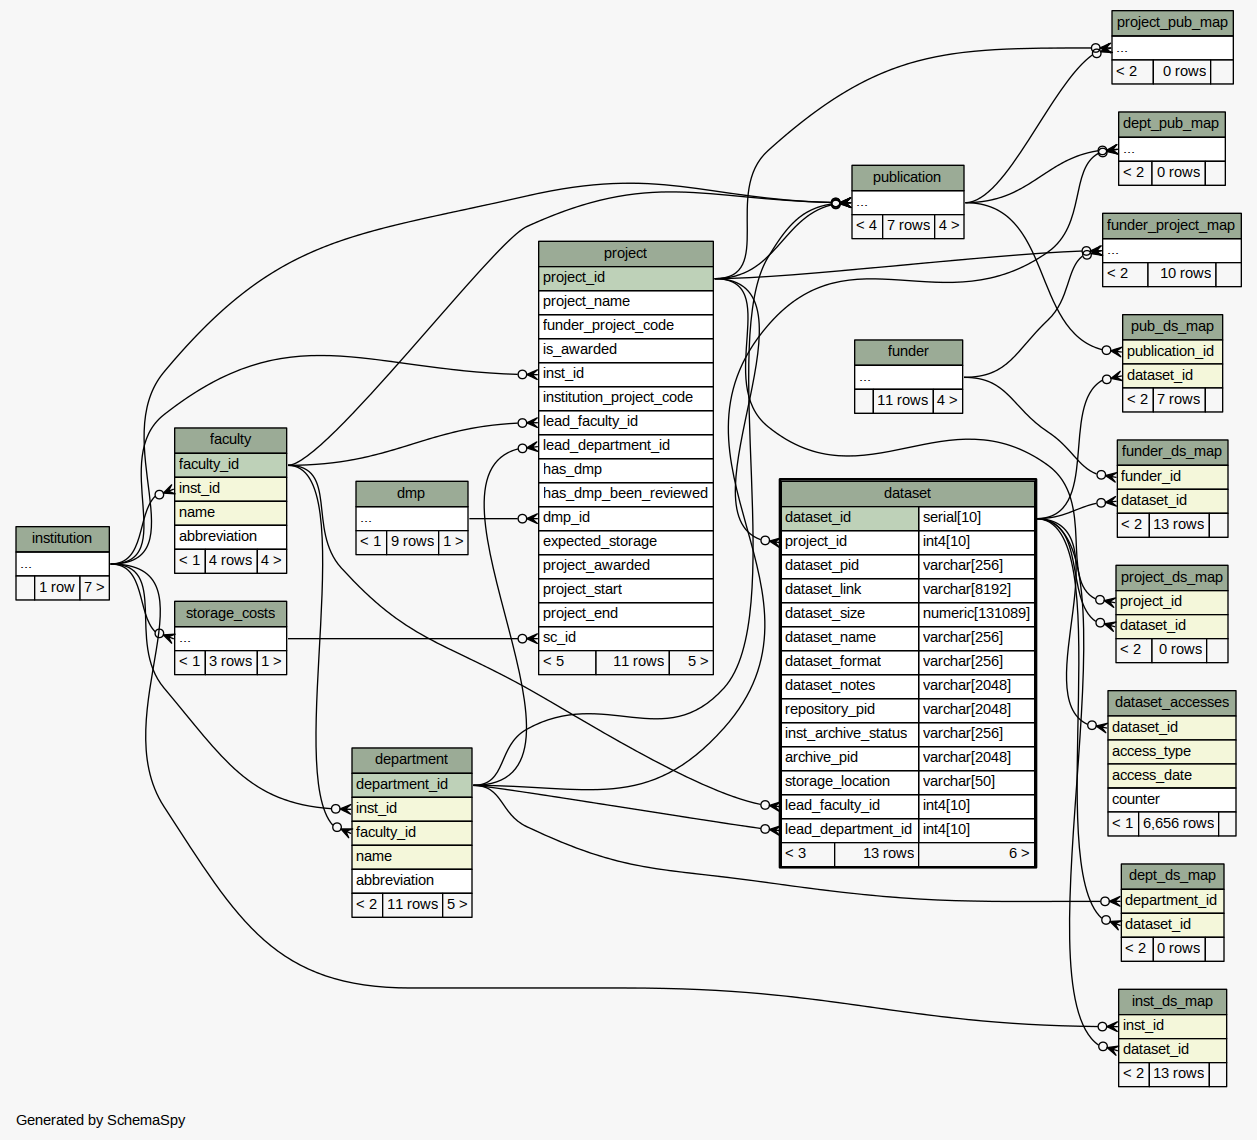 project_pub_map
...
< 2 0 rows
dept_pub_map
...
< 2 0 rows
publication
...
< 4 7 rows 4 >
funder_project_map
...
< 2 10 rows
project
project_id
project_name
funder_project_code
is_awarded
inst_id
institution_project_code
lead_faculty_id
lead_department_id
has_dmp
has_dmp_been_reviewed
dmp_id
expected_storage
project_awarded
project_start
project_end
sc_id
< 5 11 rows 5 >
pub_ds_map
publication_id
dataset_id
< 2 7 rows
funder
...
11 rows 4 >
faculty
faculty_id
inst_id
name
abbreviation
< 1 4 rows 4 >
funder_ds_map
funder_id
dataset_id
< 2 13 rows
dmp
...
< 1 9 rows 1 >
dataset
dataset_id serial[10]
project_id int4[10]
dataset_pid varchar[256]
dataset_link varchar[8192]
dataset_size numeric[131089]
dataset_name varchar[256]
dataset_format varchar[256]
dataset_notes varchar[2048]
repository_pid varchar[2048]
inst_archive_status varchar[256]
archive_pid varchar[2048]
storage_location varchar[50]
lead_faculty_id int4[10]
lead_department_id int4[10]
< 3 13 rows 6 >
institution
...
1 row 7 >
project_ds_map
project_id
dataset_id
< 2 0 rows
storage_costs
...
< 1 3 rows 1 >
dataset_accesses
dataset_id
access_type
access_date
counter
< 1 6,656 rows
department
department_id
inst_id
faculty_id
name
abbreviation
< 2 11 rows 5 >
dept_ds_map
department_id
dataset_id
< 2 0 rows
inst_ds_map
inst_id
dataset_id
< 2 13 rows
Generated by SchemaSpy